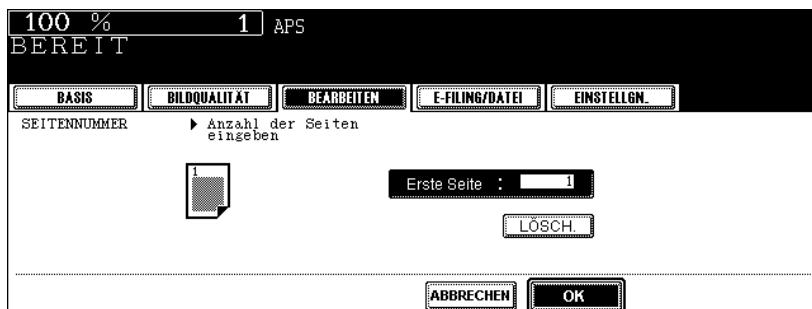 100 % 1 APS
BEREIT
BASIS BILDQUALITÄT BEARBEITEN E-FILING/DATEI EINSTELLGN.
SEITENNUMMER Anzahl der Seiten
eingeben
1
Erste Seite : 1
LÖSCH.
ABBRECHEN OK